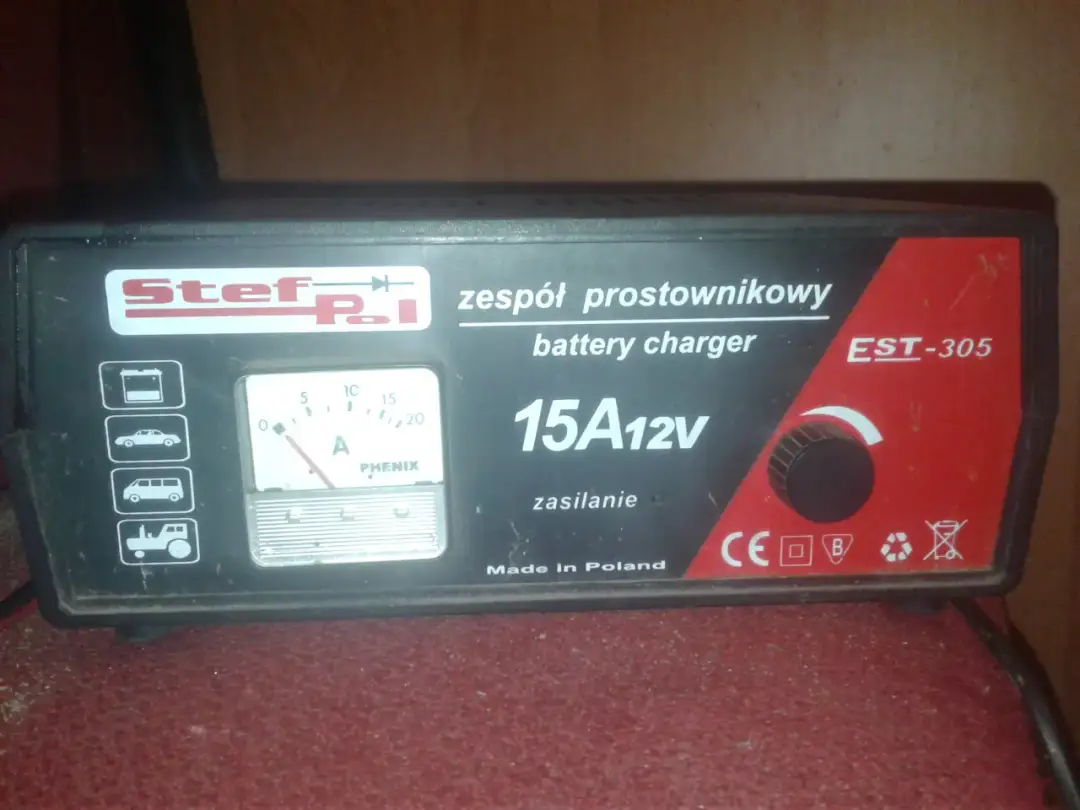 Stef
Pol
zespół prostownikowy
battery charger
EST-305
15A12V
0 5 10 15 20
A
PHENIX
zasilanie
Made in Poland
CE
B